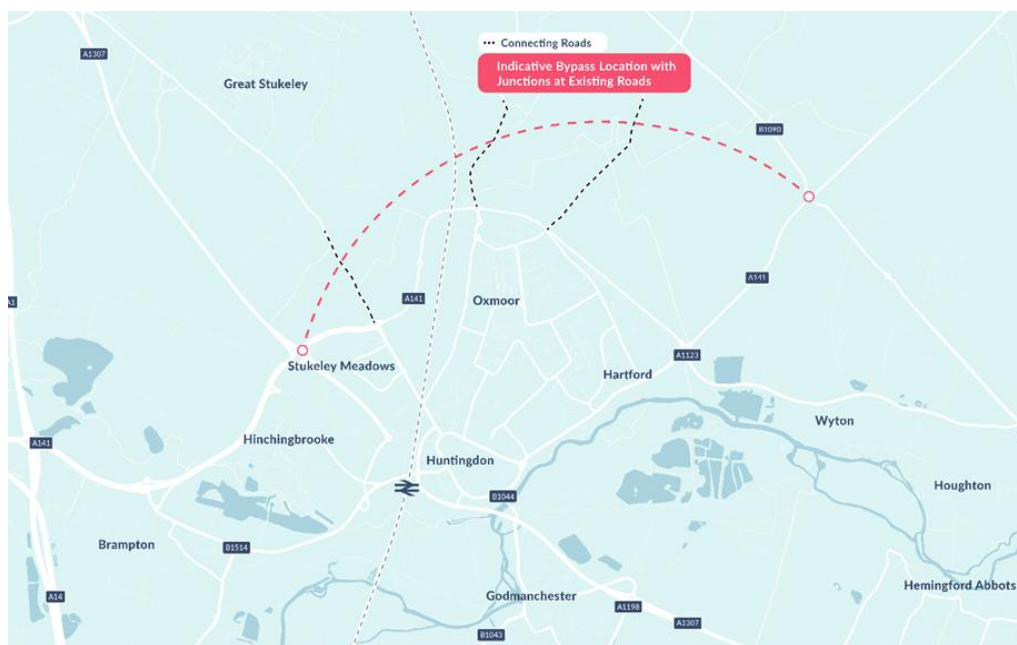 A1307
Connecting Roads
Indicative Bypass Location with
Junctions at Existing Roads
Great Stukeley
B1090
A141
A1
A141
Oxmoor
Stukeley Meadows
A1123
Hartford
Wyton
A141
Hinchingbrooke
Huntingdon
Houghton
B1044
Brampton
B1514
Hemingford Abbots
A14
Godmanchester
A1198
A1307
B1043